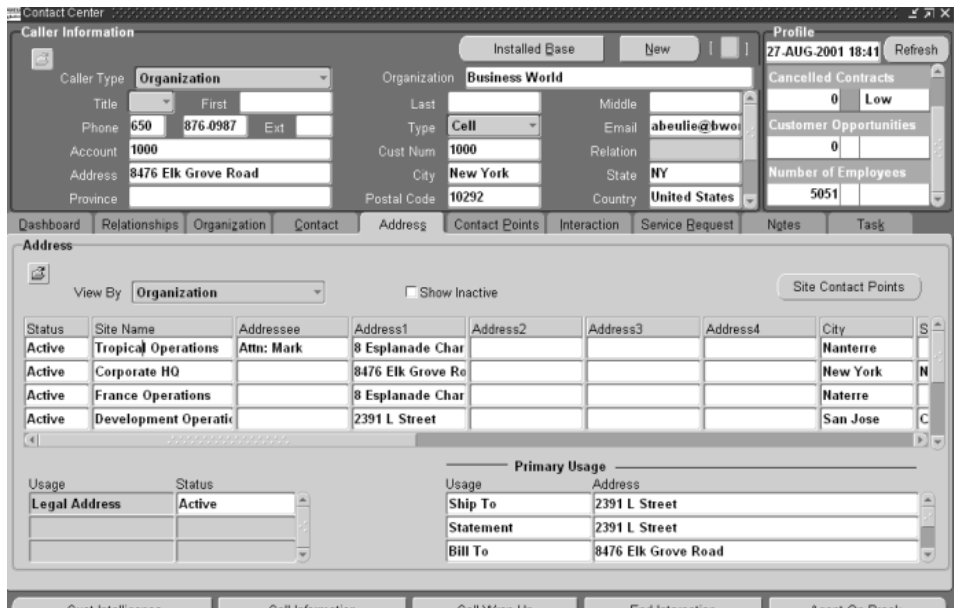 Contact Center
Caller Information
Profile
Installed Base New [ ] 27-AUG-2001 18:41 Refresh
Caller Type Organization Organization Business World
Cancelled Contracts
0 Low
Title First Last Middle
Phone 650 876-0987 Ext Type Cell Email abeulie@bwo
Customer Opportunities
0
Account 1000 Cust Num 1000 Relation
Address 8476 Elk Grove Road City New York State NY
Number of Employees
5051
Province Postal Code 10292 Country United States
Dashboard Relationships Organization Contact Address Contact Points Interaction Service Request Notes Task
Address
View By Organization Show Inactive Site Contact Points
Status Site Name Addressee Address1 Address2 Address3 Address4 City S
Active Tropical Operations Attn: Mark 8 Esplanade Char Nanterre
Active Corporate HQ 8476 Elk Grove Ro New York N
Active France Operations 8 Esplanade Char Naterre
Active Development Operatic 2391 L Street San Jose C
Primary Usage
Usage Status Usage Address
Legal Address Active Ship To 2391 L Street
Statement 2391 L Street
Bill To 8476 Elk Grove Road